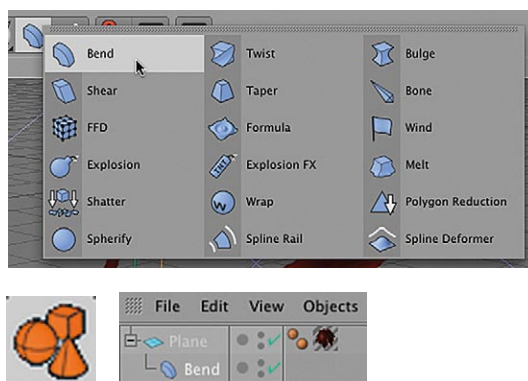 Bend Twist Bulge
Shear Taper Bone
FFD Formula Wind
Explosion Explosion FX Melt
Shatter Wrap Polygon Reduction
Spherify Spline Rail Spline Deformer
File Edit View Objects
Plane
Bend